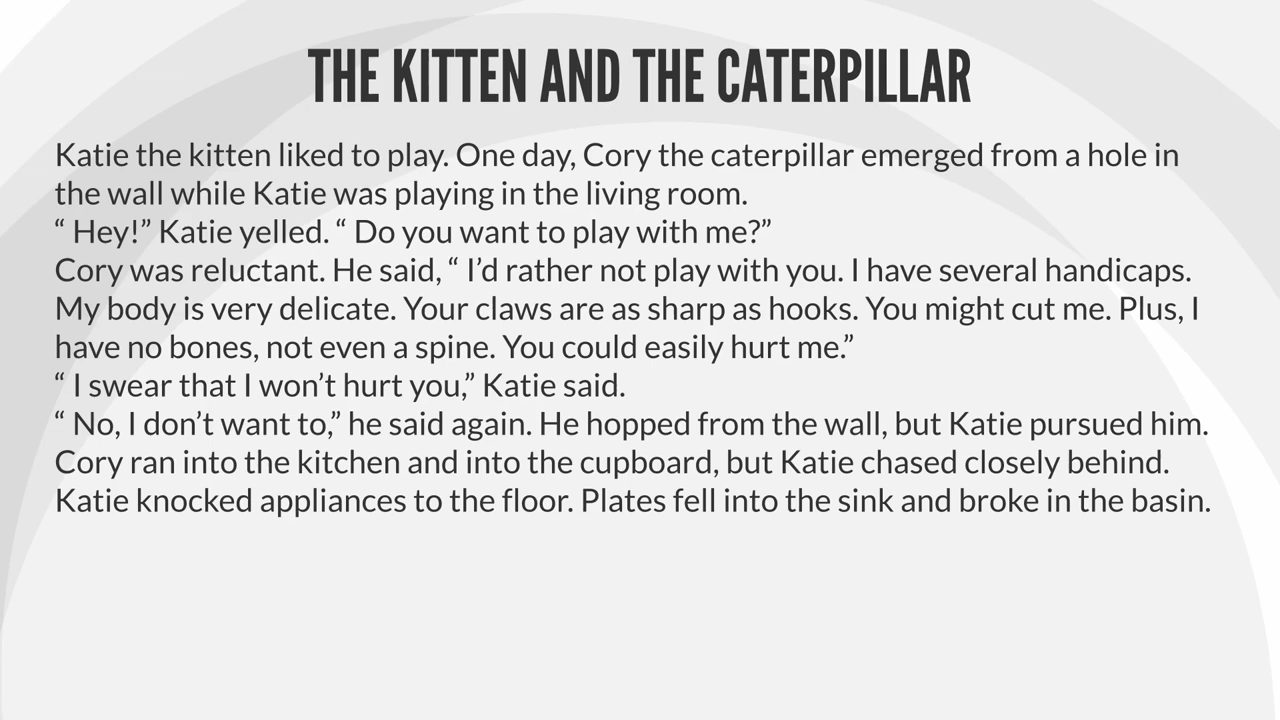 THE KITTEN AND THE CATERPILLAR
Katie the kitten liked to play. One day, Cory the caterpillar emerged from a hole in
the wall while Katie was playing in the living room.
“ Hey!” Katie yelled. “ Do you want to play with me?”
Cory was reluctant. He said, “ I’d rather not play with you. I have several handicaps.
My body is very delicate. Your claws are as sharp as hooks. You might cut me. Plus, I
have no bones, not even a spine. You could easily hurt me.”
“ I swear that I won’t hurt you,” Katie said.
“ No, I don’t want to,” he said again. He hopped from the wall, but Katie pursued him.
Cory ran into the kitchen and into the cupboard, but Katie chased closely behind.
Katie knocked appliances to the floor. Plates fell into the sink and broke in the basin.